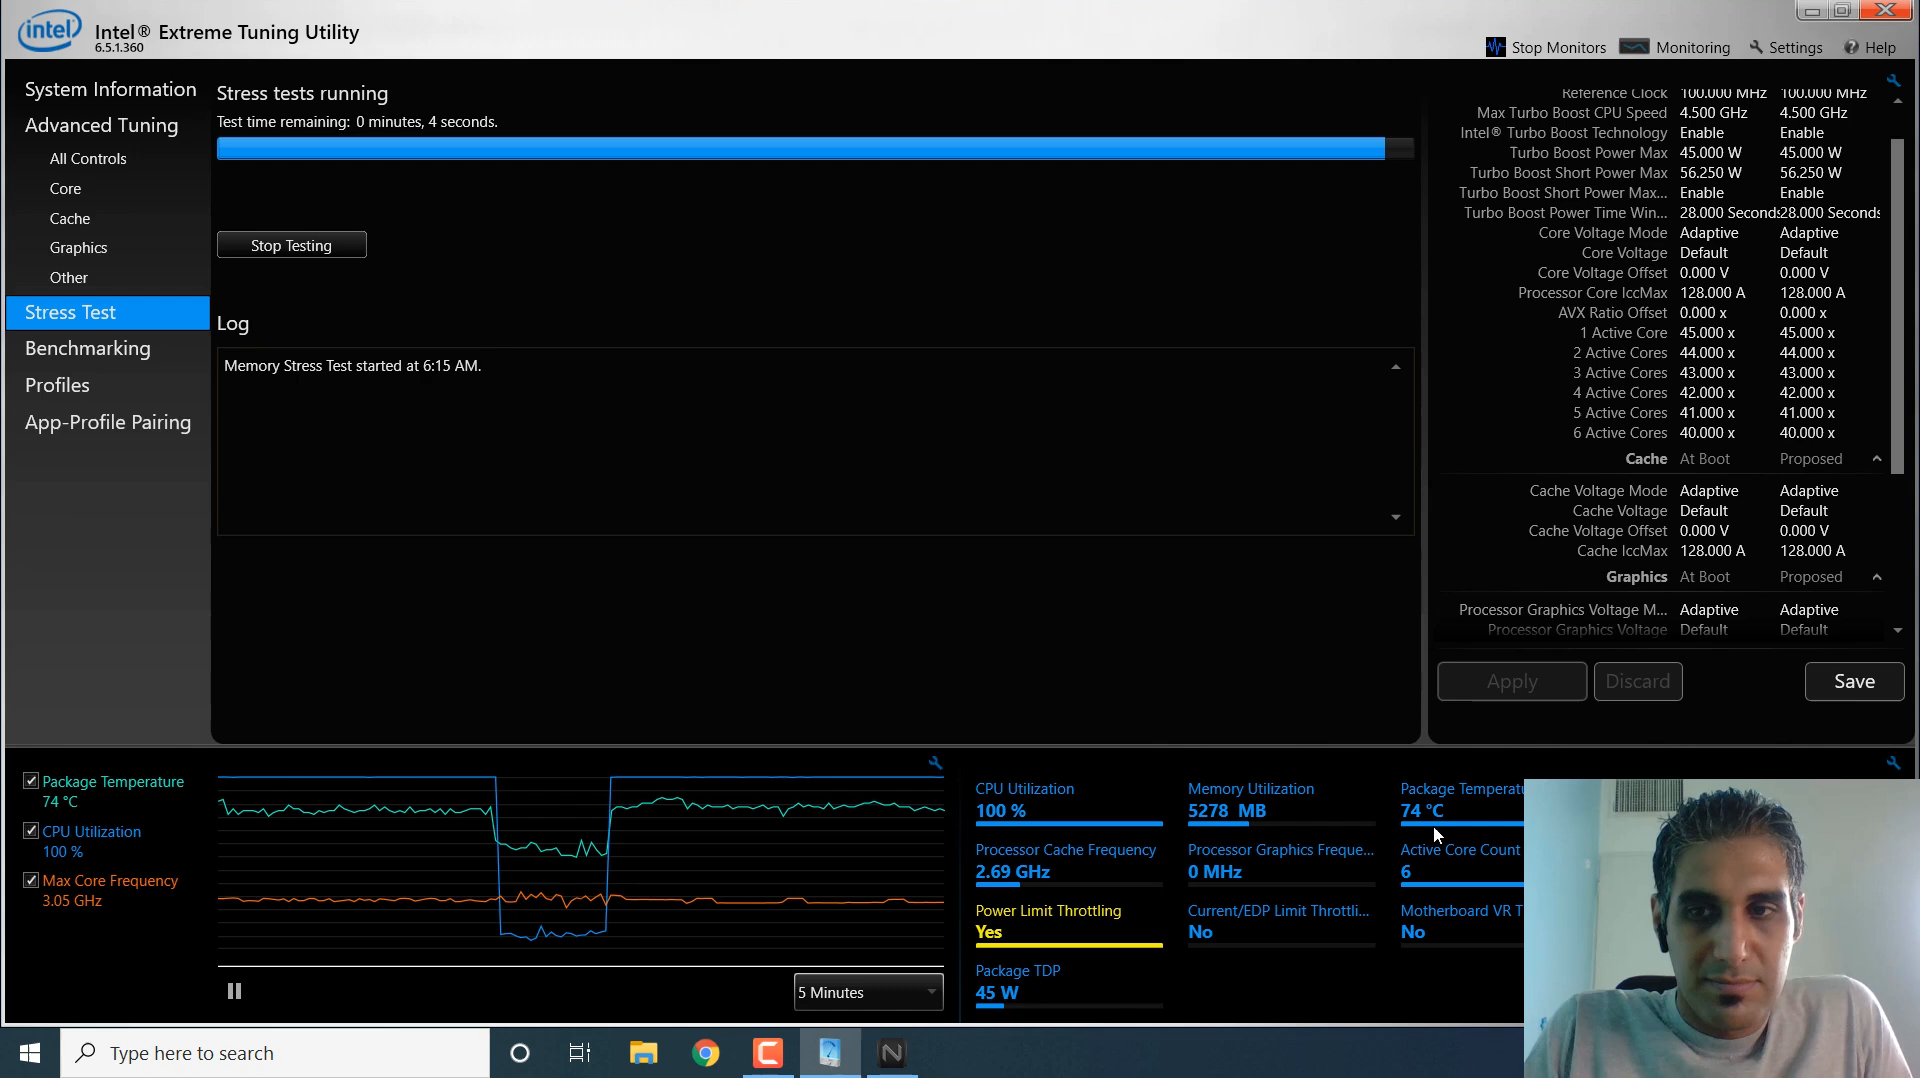 intel
Intel® Extreme Tuning Utility
6.5.1.360
Stop Monitors
Monitoring
Settings
Help
System Information
Advanced Tuning
All Controls
Core
Cache
Graphics
Other
Stress Test
Benchmarking
Profiles
App-Profile Pairing
Stress tests running
Test time remaining: 0 minutes, 4 seconds.
Stop Testing
Log
Memory Stress Test started at 6:15 AM.
Reference Clock 100.000 MHz 100.000 MHz
Max Turbo Boost CPU Speed 4.500 GHz 4.500 GHz
Intel® Turbo Boost Technology Enable Enable
Turbo Boost Power Max 45.000 W 45.000 W
Turbo Boost Short Power Max 56.250 W 56.250 W
Turbo Boost Short Power Max... Enable Enable
Turbo Boost Power Time Win... 28.000 Seconds 28.000 Seconds
Core Voltage Mode Adaptive Adaptive
Core Voltage Default Default
Core Voltage Offset 0.000 V 0.000 V
Processor Core IccMax 128.000 A 128.000 A
AVX Ratio Offset 0.000 x 0.000 x
1 Active Core 45.000 x 45.000 x
2 Active Cores 44.000 x 44.000 x
3 Active Cores 43.000 x 43.000 x
4 Active Cores 42.000 x 42.000 x
5 Active Cores 41.000 x 41.000 x
6 Active Cores 40.000 x 40.000 x
Cache At Boot Proposed
Cache Voltage Mode Adaptive Adaptive
Cache Voltage Default Default
Cache Voltage Offset 0.000 V 0.000 V
Cache IccMax 128.000 A 128.000 A
Graphics At Boot Proposed
Processor Graphics Voltage M... Adaptive Adaptive
Processor Graphics Voltage Default Default
Apply
Discard
Save
Package Temperature
74 °C
CPU Utilization
100 %
Max Core Frequency
3.05 GHz
5 Minutes
CPU Utilization
100 %
Memory Utilization
5278 MB
Package Temperatu
74 °C
Processor Cache Frequency
2.69 GHz
Processor Graphics Freque...
0 MHz
Active Core Count
6
Power Limit Throttling
Yes
Current/EDP Limit Throttli...
No
Motherboard VR T
No
Package TDP
45 W
Type here to search